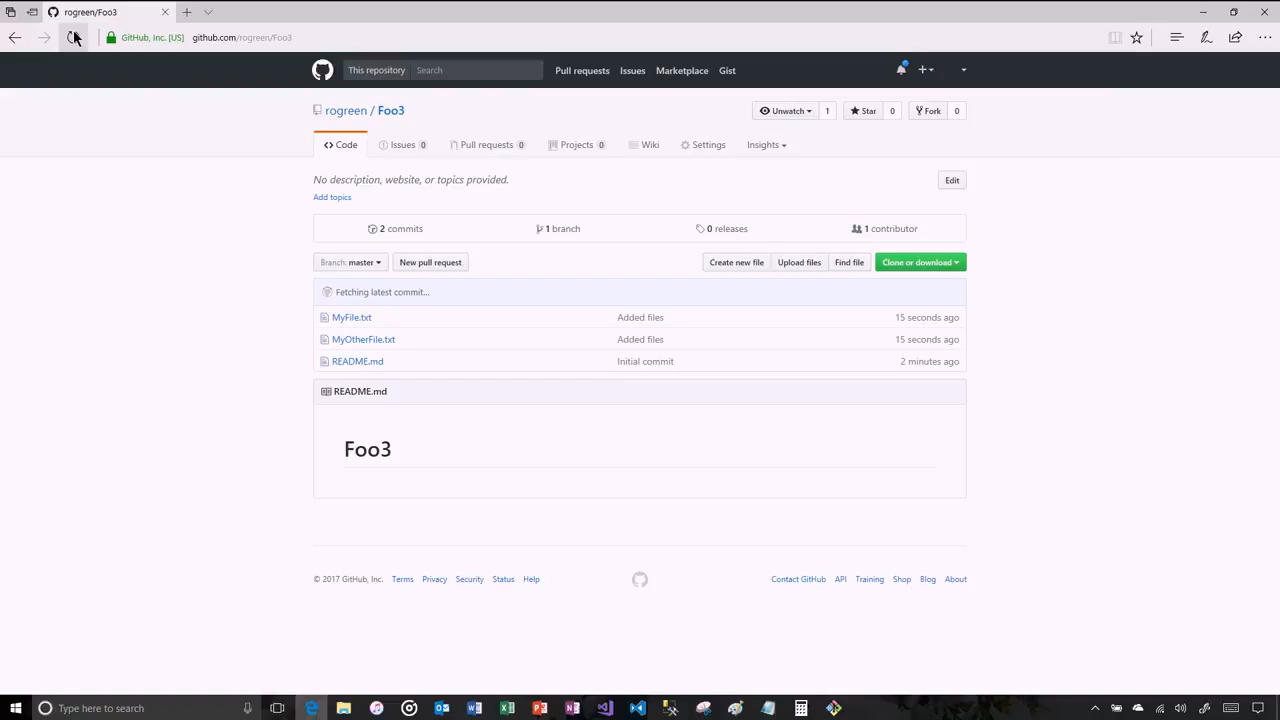 rogreen/Foo3
GitHub, Inc. [US] github.com/rogreen/Foo3
This repository Search Pull requests Issues Marketplace Gist
rogreen / Foo3 Unwatch 1 Star 0 Fork 0
Code Issues 0 Pull requests 0 Projects 0 Wiki Settings Insights
No description, website, or topics provided. Edit
Add topics
2 commits 1 branch 0 releases 1 contributor
Branch: master New pull request Create new file Upload files Find file Clone or download
Fetching latest commit...
MyFile.txt Added files 15 seconds ago
MyOtherFile.txt Added files 15 seconds ago
README.md Initial commit 2 minutes ago
README.md
Foo3
© 2017 GitHub, Inc. Terms Privacy Security Status Help Contact GitHub API Training Shop Blog About
Type here to search